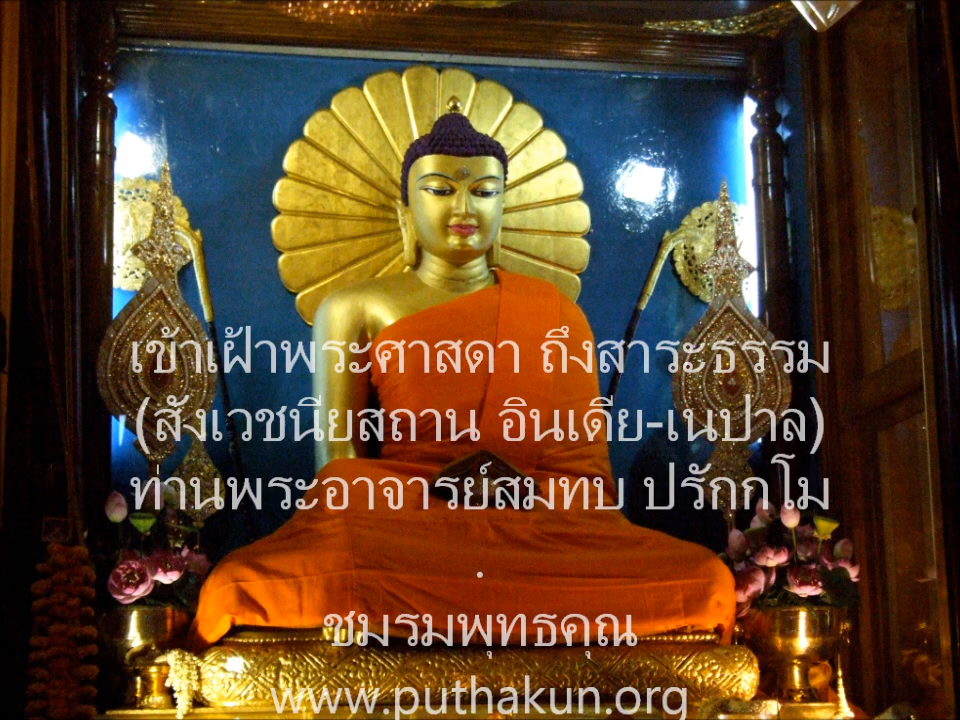 เข้าเฝ้าพระศาสดา ถึงสาระธรรม
(สังเวชนียสถาน อินเดีย-เนปาล)
ท่านพระอาจารย์สมทบ ปรักกโม
.
ชมรมพุทธคุณ
www.puthakun.org